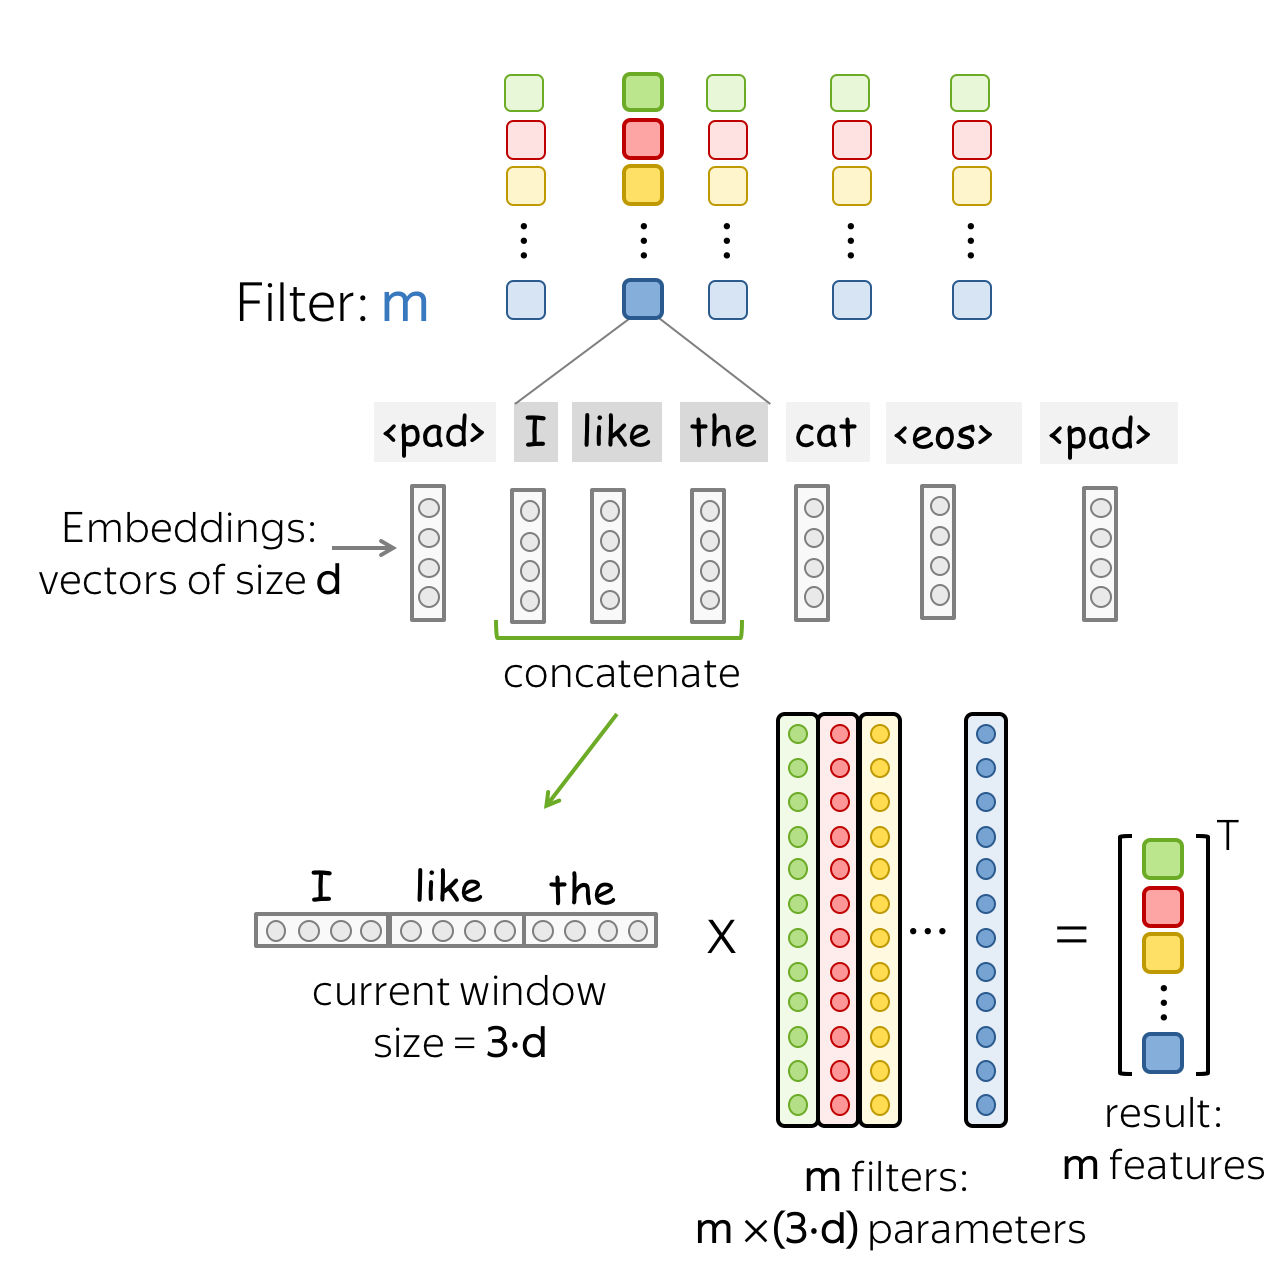 Filter: m
<pad> I like the cat <eos> <pad>
Embeddings:
vectors of size d
concatenate
I like the
current window
size = 3·d
X
...
=
T
m filters:
m ×(3·d) parameters
result:
m features